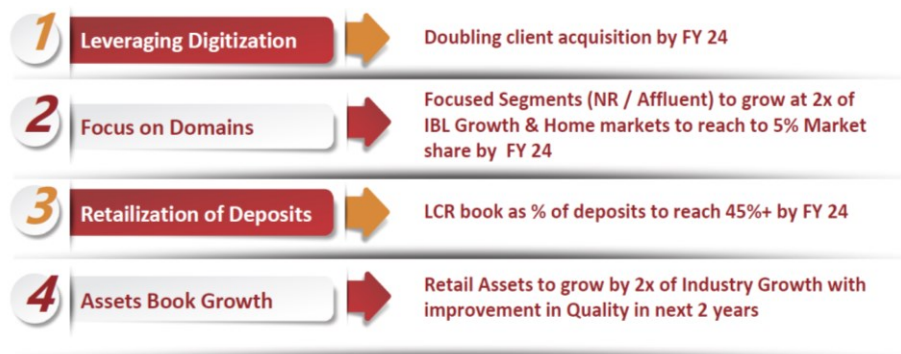 1
Leveraging Digitization
Doubling client acquisition by FY 24
2
Focus on Domains
Focused Segments (NR / Affluent) to grow at 2x of
IBL Growth & Home markets to reach to 5% Market
share by FY 24
3
Retailization of Deposits
LCR book as % of deposits to reach 45%+ by FY 24
4
Assets Book Growth
Retail Assets to grow by 2x of Industry Growth with
improvement in Quality in next 2 years